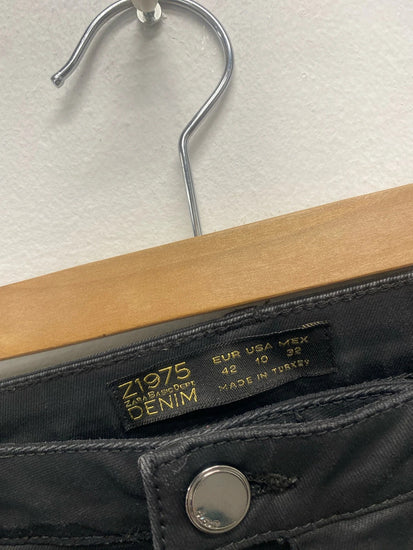 Z1975
ZARA BASIC DEPT.
DENIM
EUR USA MEX
42 10 32
MADE IN TURKEY